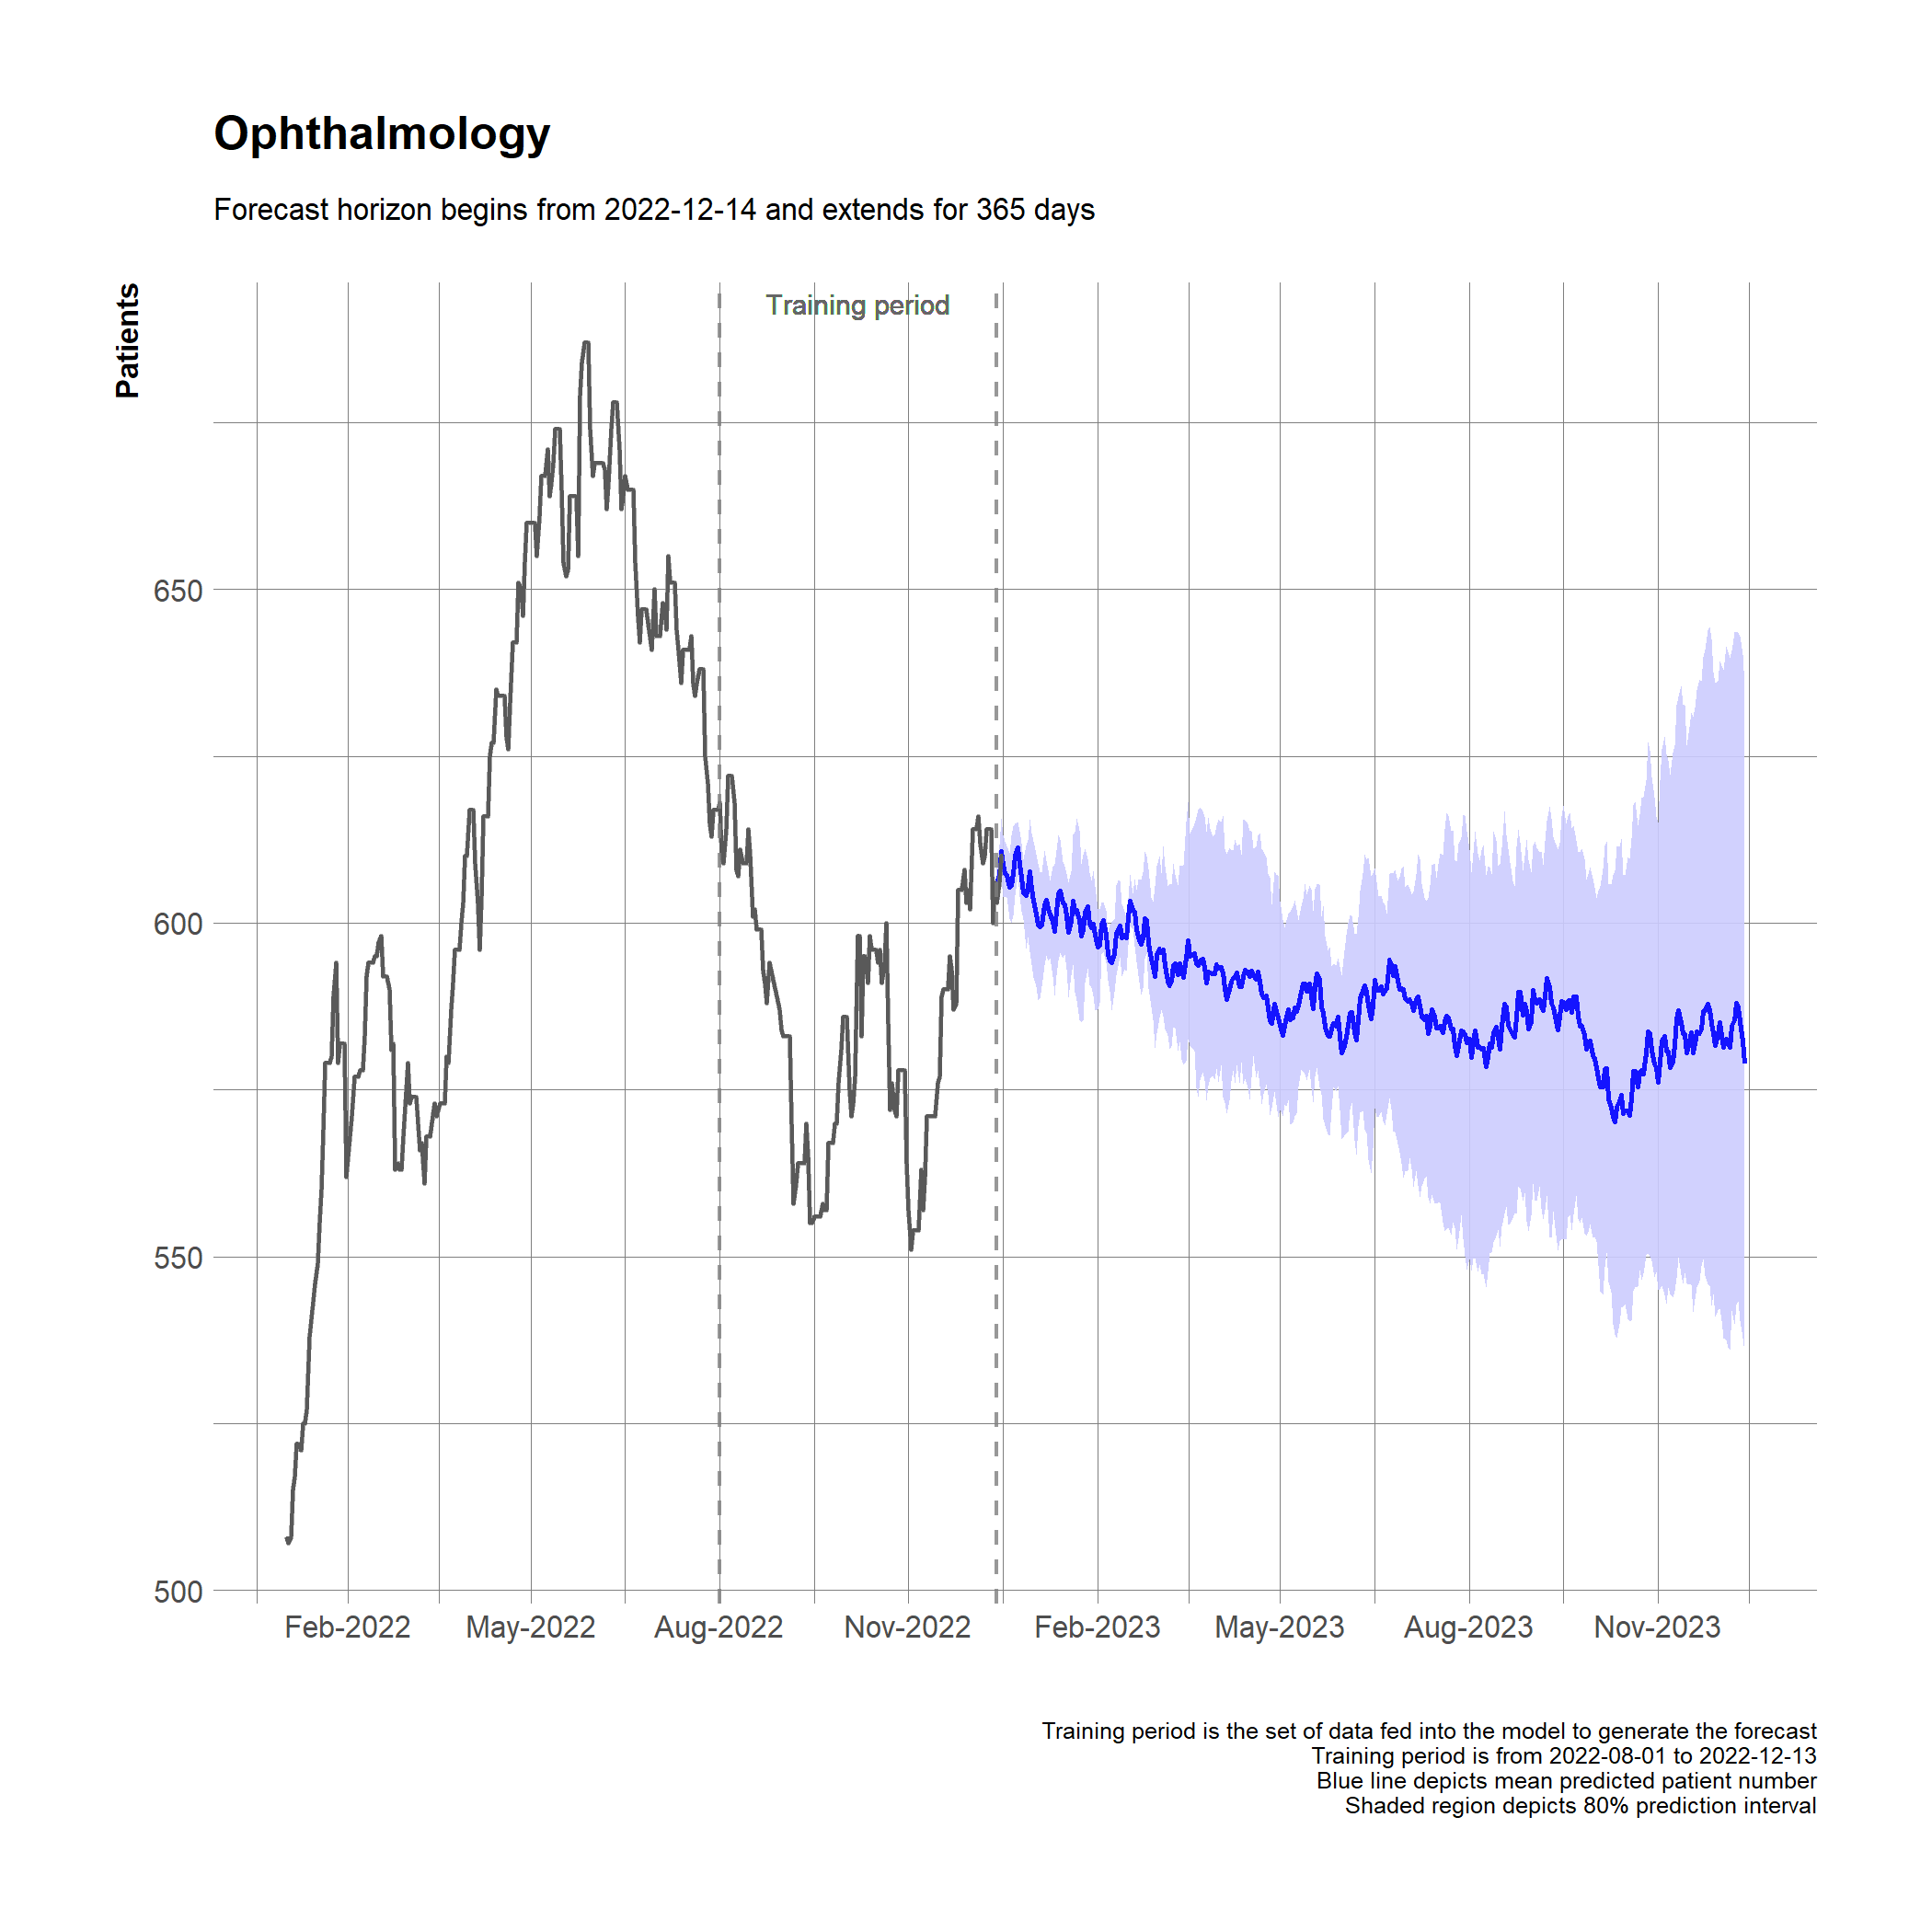 Ophthalmology
Forecast horizon begins from 2022-12-14 and extends for 365 days
Patients
Training period
650
600
550
500
Feb-2022
May-2022
Aug-2022
Nov-2022
Feb-2023
May-2023
Aug-2023
Nov-2023
Training period is the set of data fed into the model to generate the forecast
Training period is from 2022-08-01 to 2022-12-13
Blue line depicts mean predicted patient number
Shaded region depicts 80% prediction interval